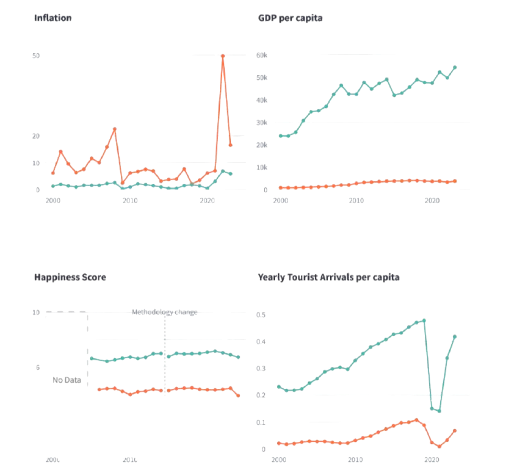 Inflation
50
20
10
0
2000 2010 2020
GDP per capita
60k
50k
40k
30k
20k
10k
0
2000 2010 2020
Happiness Score
10
Methodology change
5
No Data
Yearly Tourist Arrivals per capita
0.5
0.4
0.3
0.2
0.1
0
2000 2010 2020